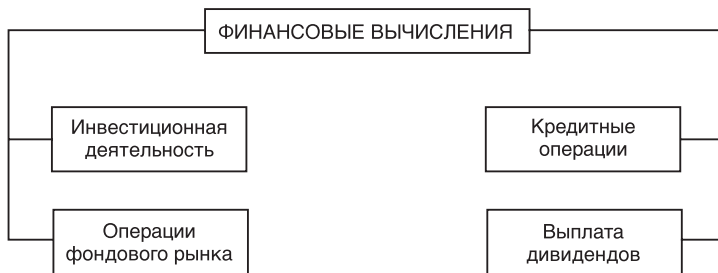 ФИНАНСОВЫЕ ВЫЧИСЛЕНИЯ
Инвестиционная
деятельность
Кредитные
операции
Операции
фондового рынка
Выплата
дивидендов